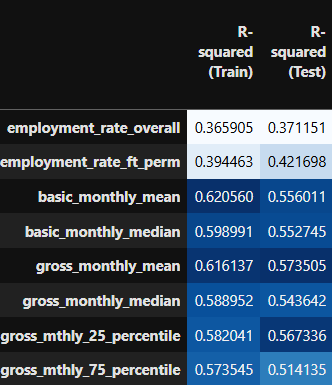 R-squared (Train) R-squared (Test)
employment_rate_overall 0.365905 0.371151
employment_rate_ft_perm 0.394463 0.421698
basic_monthly_mean 0.620560 0.556011
basic_monthly_median 0.598991 0.552745
gross_monthly_mean 0.616137 0.573505
gross_monthly_median 0.588952 0.543642
gross_mthly_25_percentile 0.582041 0.567336
gross_mthly_75_percentile 0.573545 0.514135